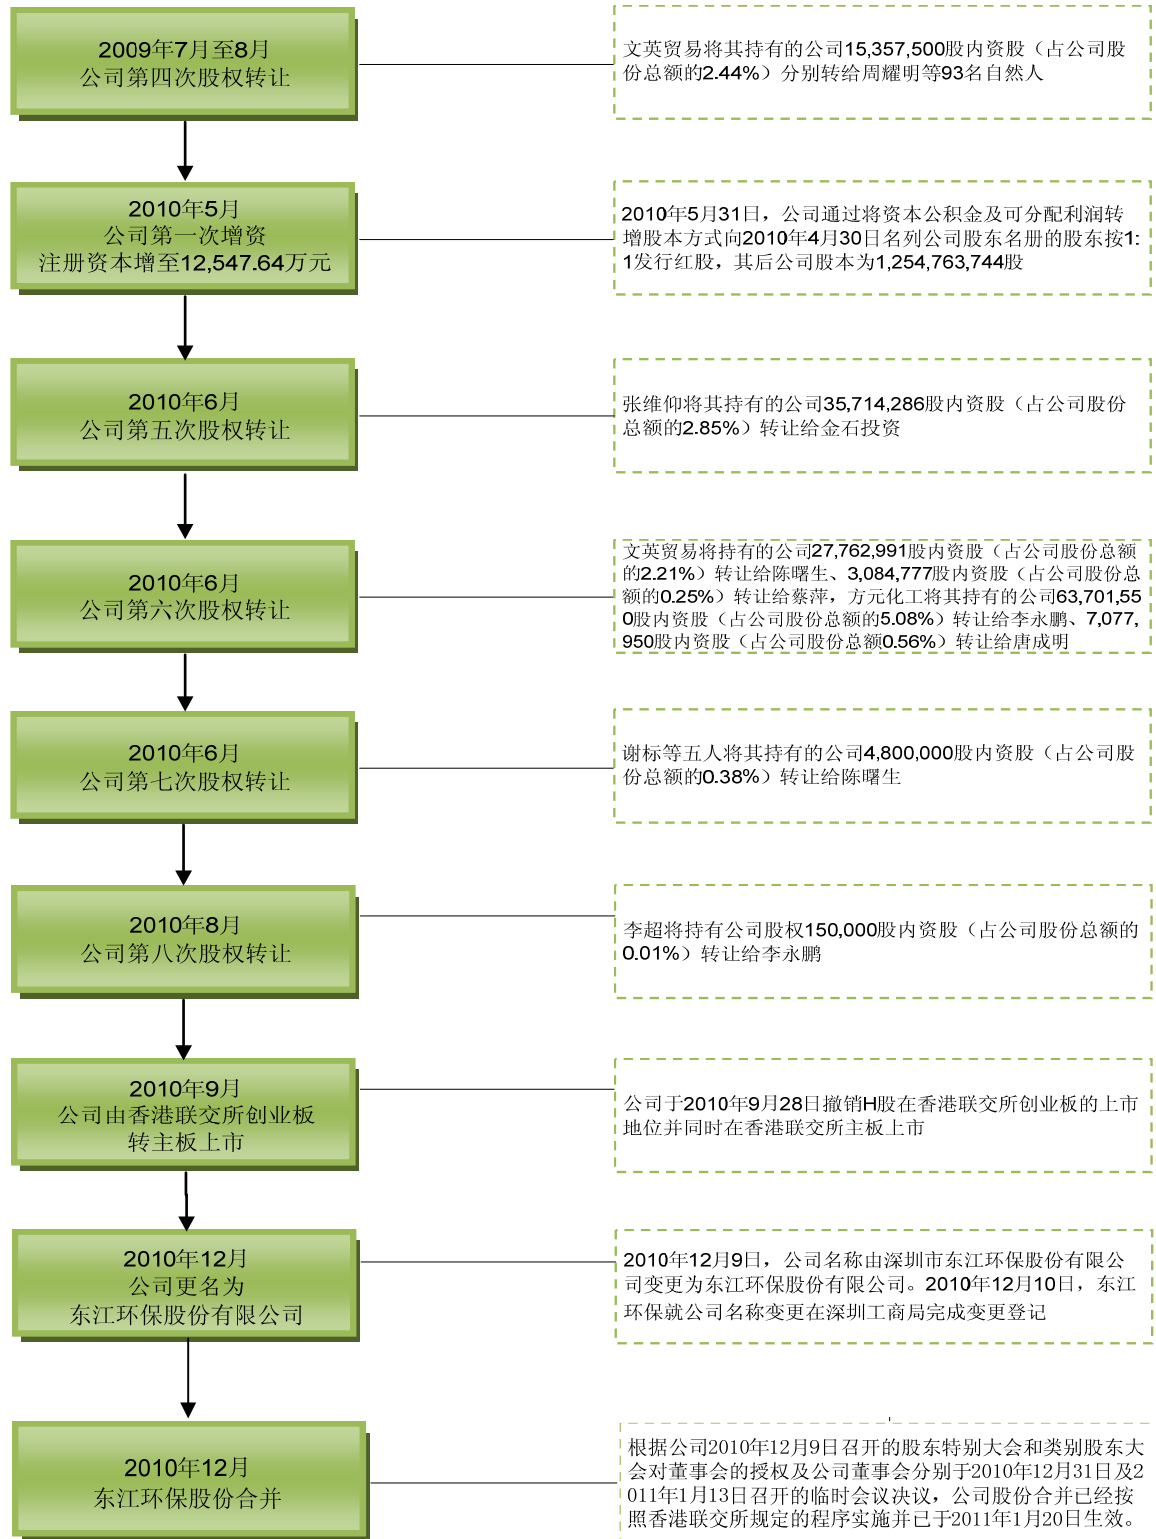 2009年7月至8月
公司第四次股权转让
文英贸易将其持有的公司15,357,500股内资股（占公司股
份总额的2.44%）分别转给周耀明等93名自然人
2010年5月
公司第一次增资
注册资本增至12,547.64万元
2010年5月31日，公司通过将资本公积金及可分配利润转
增股本方式向2010年4月30日名列公司股东名册的股东按1:
1发行红股，其后公司股本为1,254,763,744股
2010年6月
公司第五次股权转让
张维仰将其持有的公司35,714,286股内资股（占公司股份
总额的2.85%）转让给金石投资
2010年6月
公司第六次股权转让
文英贸易将持有的公司27,762,991股内资股（占公司股份总额
的2.21%）转让给陈曙生、3,084,777股内资股（占公司股份总
额的0.25%）转让给蔡萍，方元化工将其持有的公司63,701,55
0股内资股（占公司股份总额的5.08%）转让给李永鹏、7,077,
950股内资股（占公司股份总额0.56%）转让给唐成明
2010年6月
公司第七次股权转让
谢标等五人将其持有的公司4,800,000股内资股（占公司股
份总额的0.38%）转让给陈曙生
2010年8月
公司第八次股权转让
李超将持有公司股权150,000股内资股（占公司股份总额的
0.01%）转让给李永鹏
2010年9月
公司由香港联交所创业板
转主板上市
公司于2010年9月28日撤销H股在香港联交所创业板的上市
地位并同时在香港联交所主板上市
2010年12月
公司更名为
东江环保股份有限公司
2010年12月9日，公司名称由深圳市东江环保股份有限公
司变更为东江环保股份有限公司。2010年12月10日，东江
环保就公司名称变更在深圳工商局完成变更登记
2010年12月
东江环保股份合并
根据公司2010年12月9日召开的股东特别大会和类别股东大
会对董事会的授权及公司董事会分别于2010年12月31日及2
011年1月13日召开的临时会议决议，公司股份合并已经按
照香港联交所规定的程序实施并已于2011年1月20日生效。